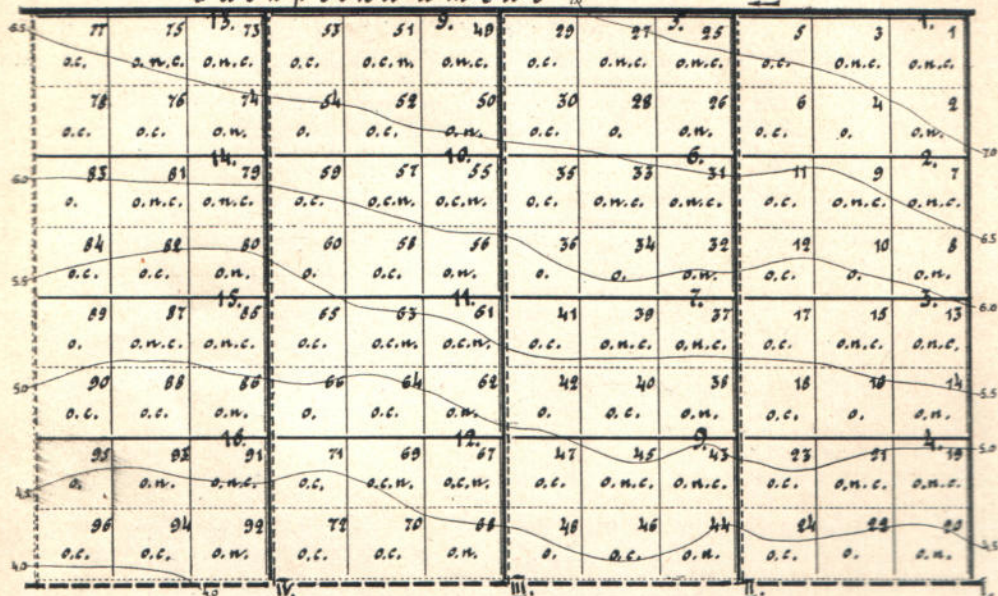 13. 9. 5. 1.
6.5 77 75 73 53 51 49 29 27 25 5 3 1
o.c. o.n.c. o.n.c. o.c. o.c.n. o.n.c. o.c. o.n.c. o.n.c. o.c. o.n.c. o.n.c.
78 76 74 54 52 50 30 28 26 6 4 2
o.c. o.c. o.n. o. o.c. o.n. o.c. o. o.n. o.c. o. o.n.
14. 10. 6. 2. 7.0
83 81 79 59 57 55 35 33 31 11 9 7
6.0 o. o.n.c. o.n.c. o.c. o.c.n. o.c.n. o.c. o.n.c. o.n.c. o.c. o.n.c. o.n.c.
84 82 80 60 58 56 36 34 32 12 10 8 6.5
5.5 o.c. o.c. o.n. o. o.c. o.n. o. o. o.n. o.c. o. o.n.
15. 11. 7. 3. 6.0
89 87 85 65 63 61 41 39 37 17 15 13
o. o.n.c. o.n.c. o.c. o.c.n. o.c.n. o.c. o.n.c. o.n.c. o.c. o.n.c. o.n.c.
5.0 90 88 86 66 64 62 42 40 38 18 16 14 5.5
o.c. o.c. o.n. o. o.c. o.n. o. o.c. o.n. o.c. o. o.n.
16. 12. 9. 4. 5.0
95 93 91 71 69 67 47 45 43 23 21 19
4.5 o. o.n. o.n.c. o.c. o.c.n. o.c.n. o.c. o.n.c. o.n.c. o.c. o.n.c. o.n.c.
96 94 92 72 70 68 48 46 44 24 22 20 4.5
o.c. o.c. o.n. o.c. o.c. o.n. o. o.c. o.n. o.c. o. o.n.
4.0
IV. III. II.